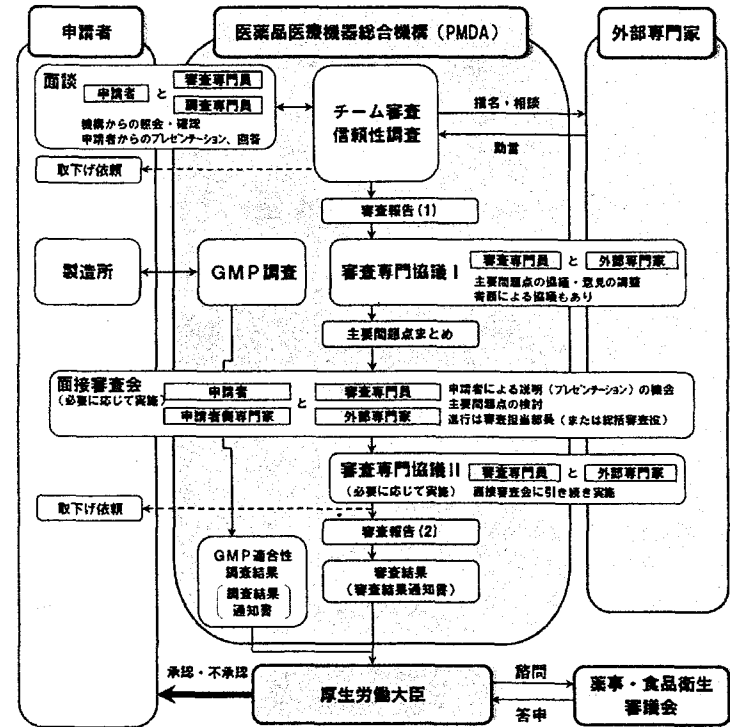 申請者
医薬品医療機器総合機構（PMDA）
外部専門家
面談
申請者 と 審査専門員
調査専門員
機構からの照会・確認
申請者からのプレゼンテーション、回答
チーム審査
信頼性調査
指名・相談
助言
取下げ依頼
審査報告(1)
製造所
GMP調査
審査専門協議Ⅰ 審査専門員 と 外部専門家
主要問題点の協議・意見の調整
書面による協議もあり
主要問題点まとめ
面接審査会
(必要に応じて実施)
申請者
申請者側専門家
と
審査専門員
外部専門家
申請者による説明（プレゼンテーション）の機会
主要問題点の検討
進行は審査担当部長（または総括審査役）
審査専門協議II 審査専門員 と 外部専門家
(必要に応じて実施) 面接審査会に引き続き実施
取下げ依頼
審査報告(2)
GMP適合性
調査結果
調査結果
通知書
審査結果
(審査結果通知書)
承認・不承認
厚生労働大臣
諮問
答申
薬事・食品衛生
審議会